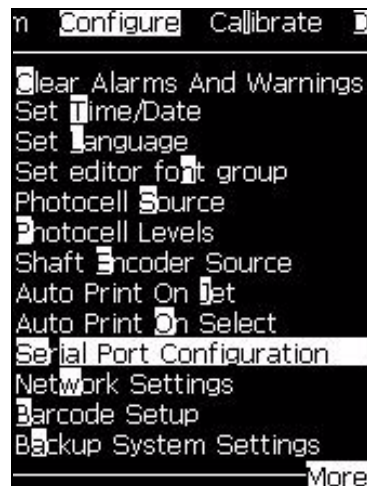 m Configure Calibrate D
Clear Alarms And Warnings
Set Time/Date
Set Language
Set editor font group
Photocell Source
Photocell Levels
Shaft Encoder Source
Auto Print On Jet
Auto Print On Select
Serial Port Configuration
Network Settings
Barcode Setup
Backup System Settings
More